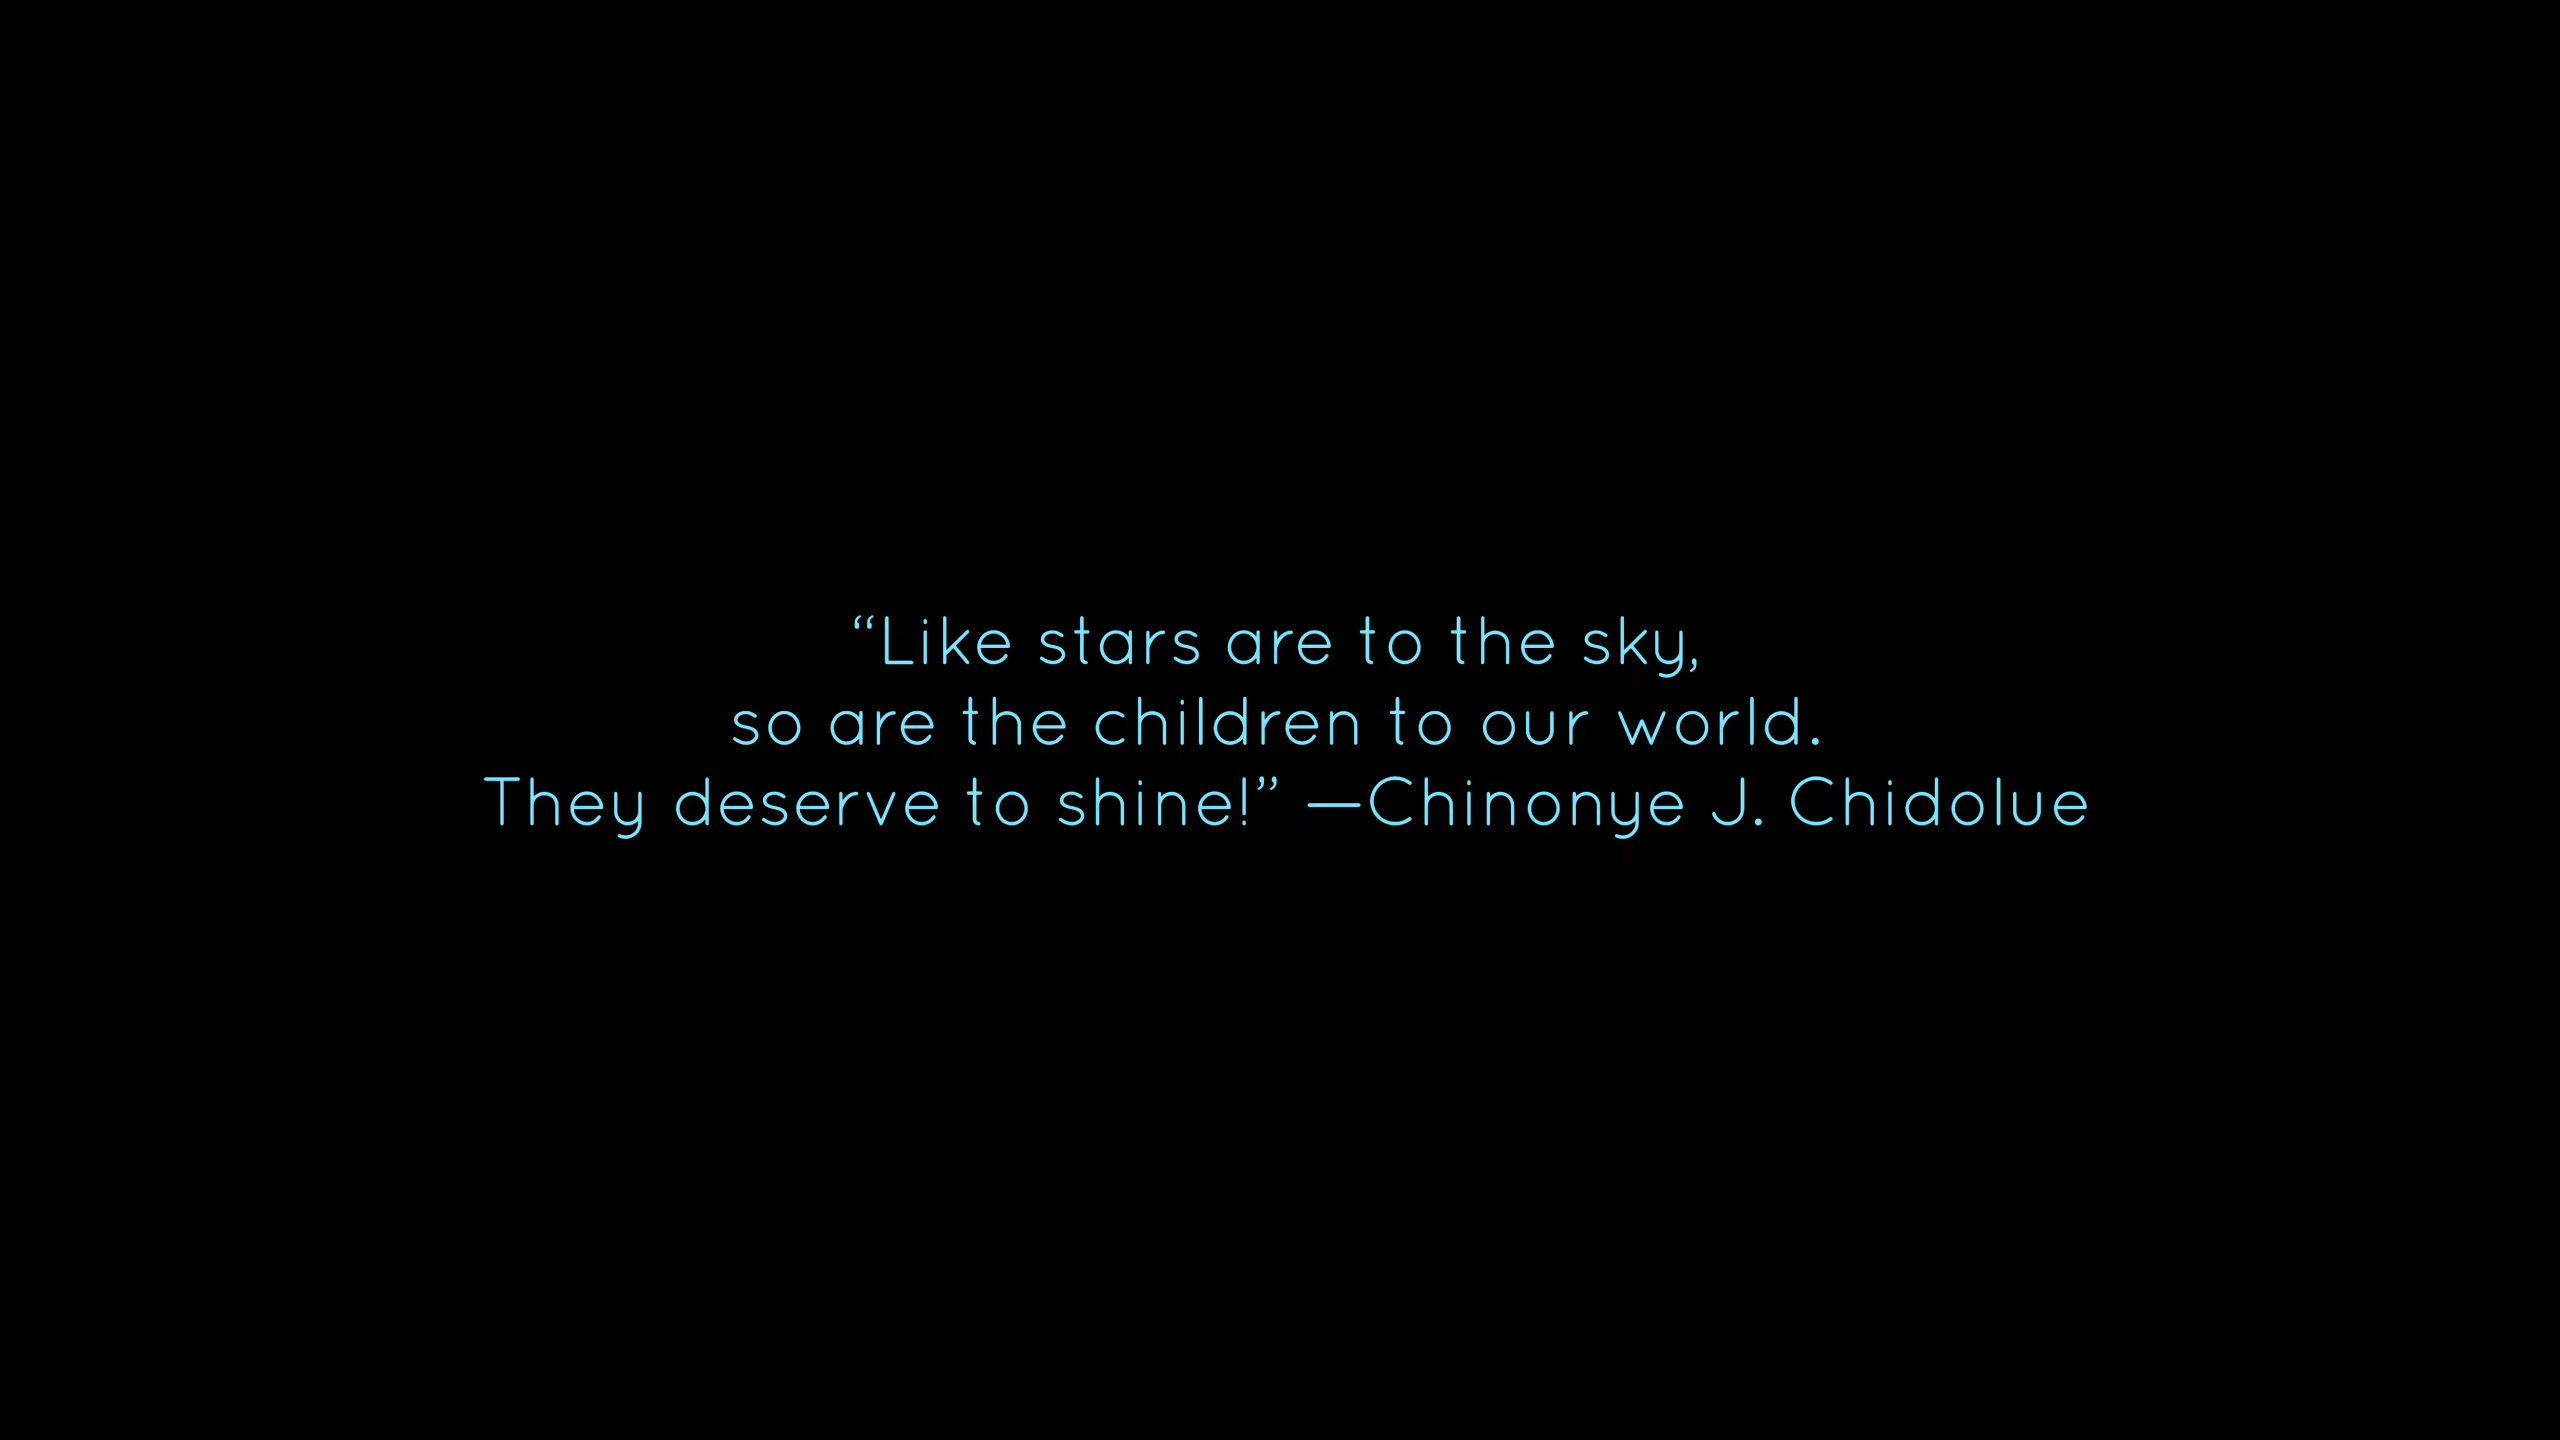 “Like stars are to the sky,
so are the children to our world.
They deserve to shine!” —Chinonye J. Chidolue